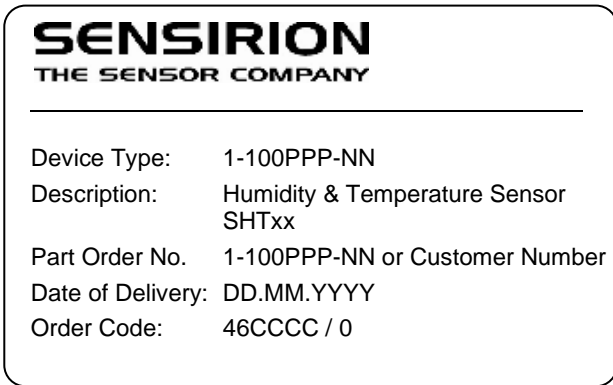 SENSIRION
THE SENSOR COMPANY
Device Type: 1-100PPP-NN
Description: Humidity & Temperature Sensor
SHTxx
Part Order No. 1-100PPP-NN or Customer Number
Date of Delivery: DD.MM.YYYY
Order Code: 46CCCC / 0